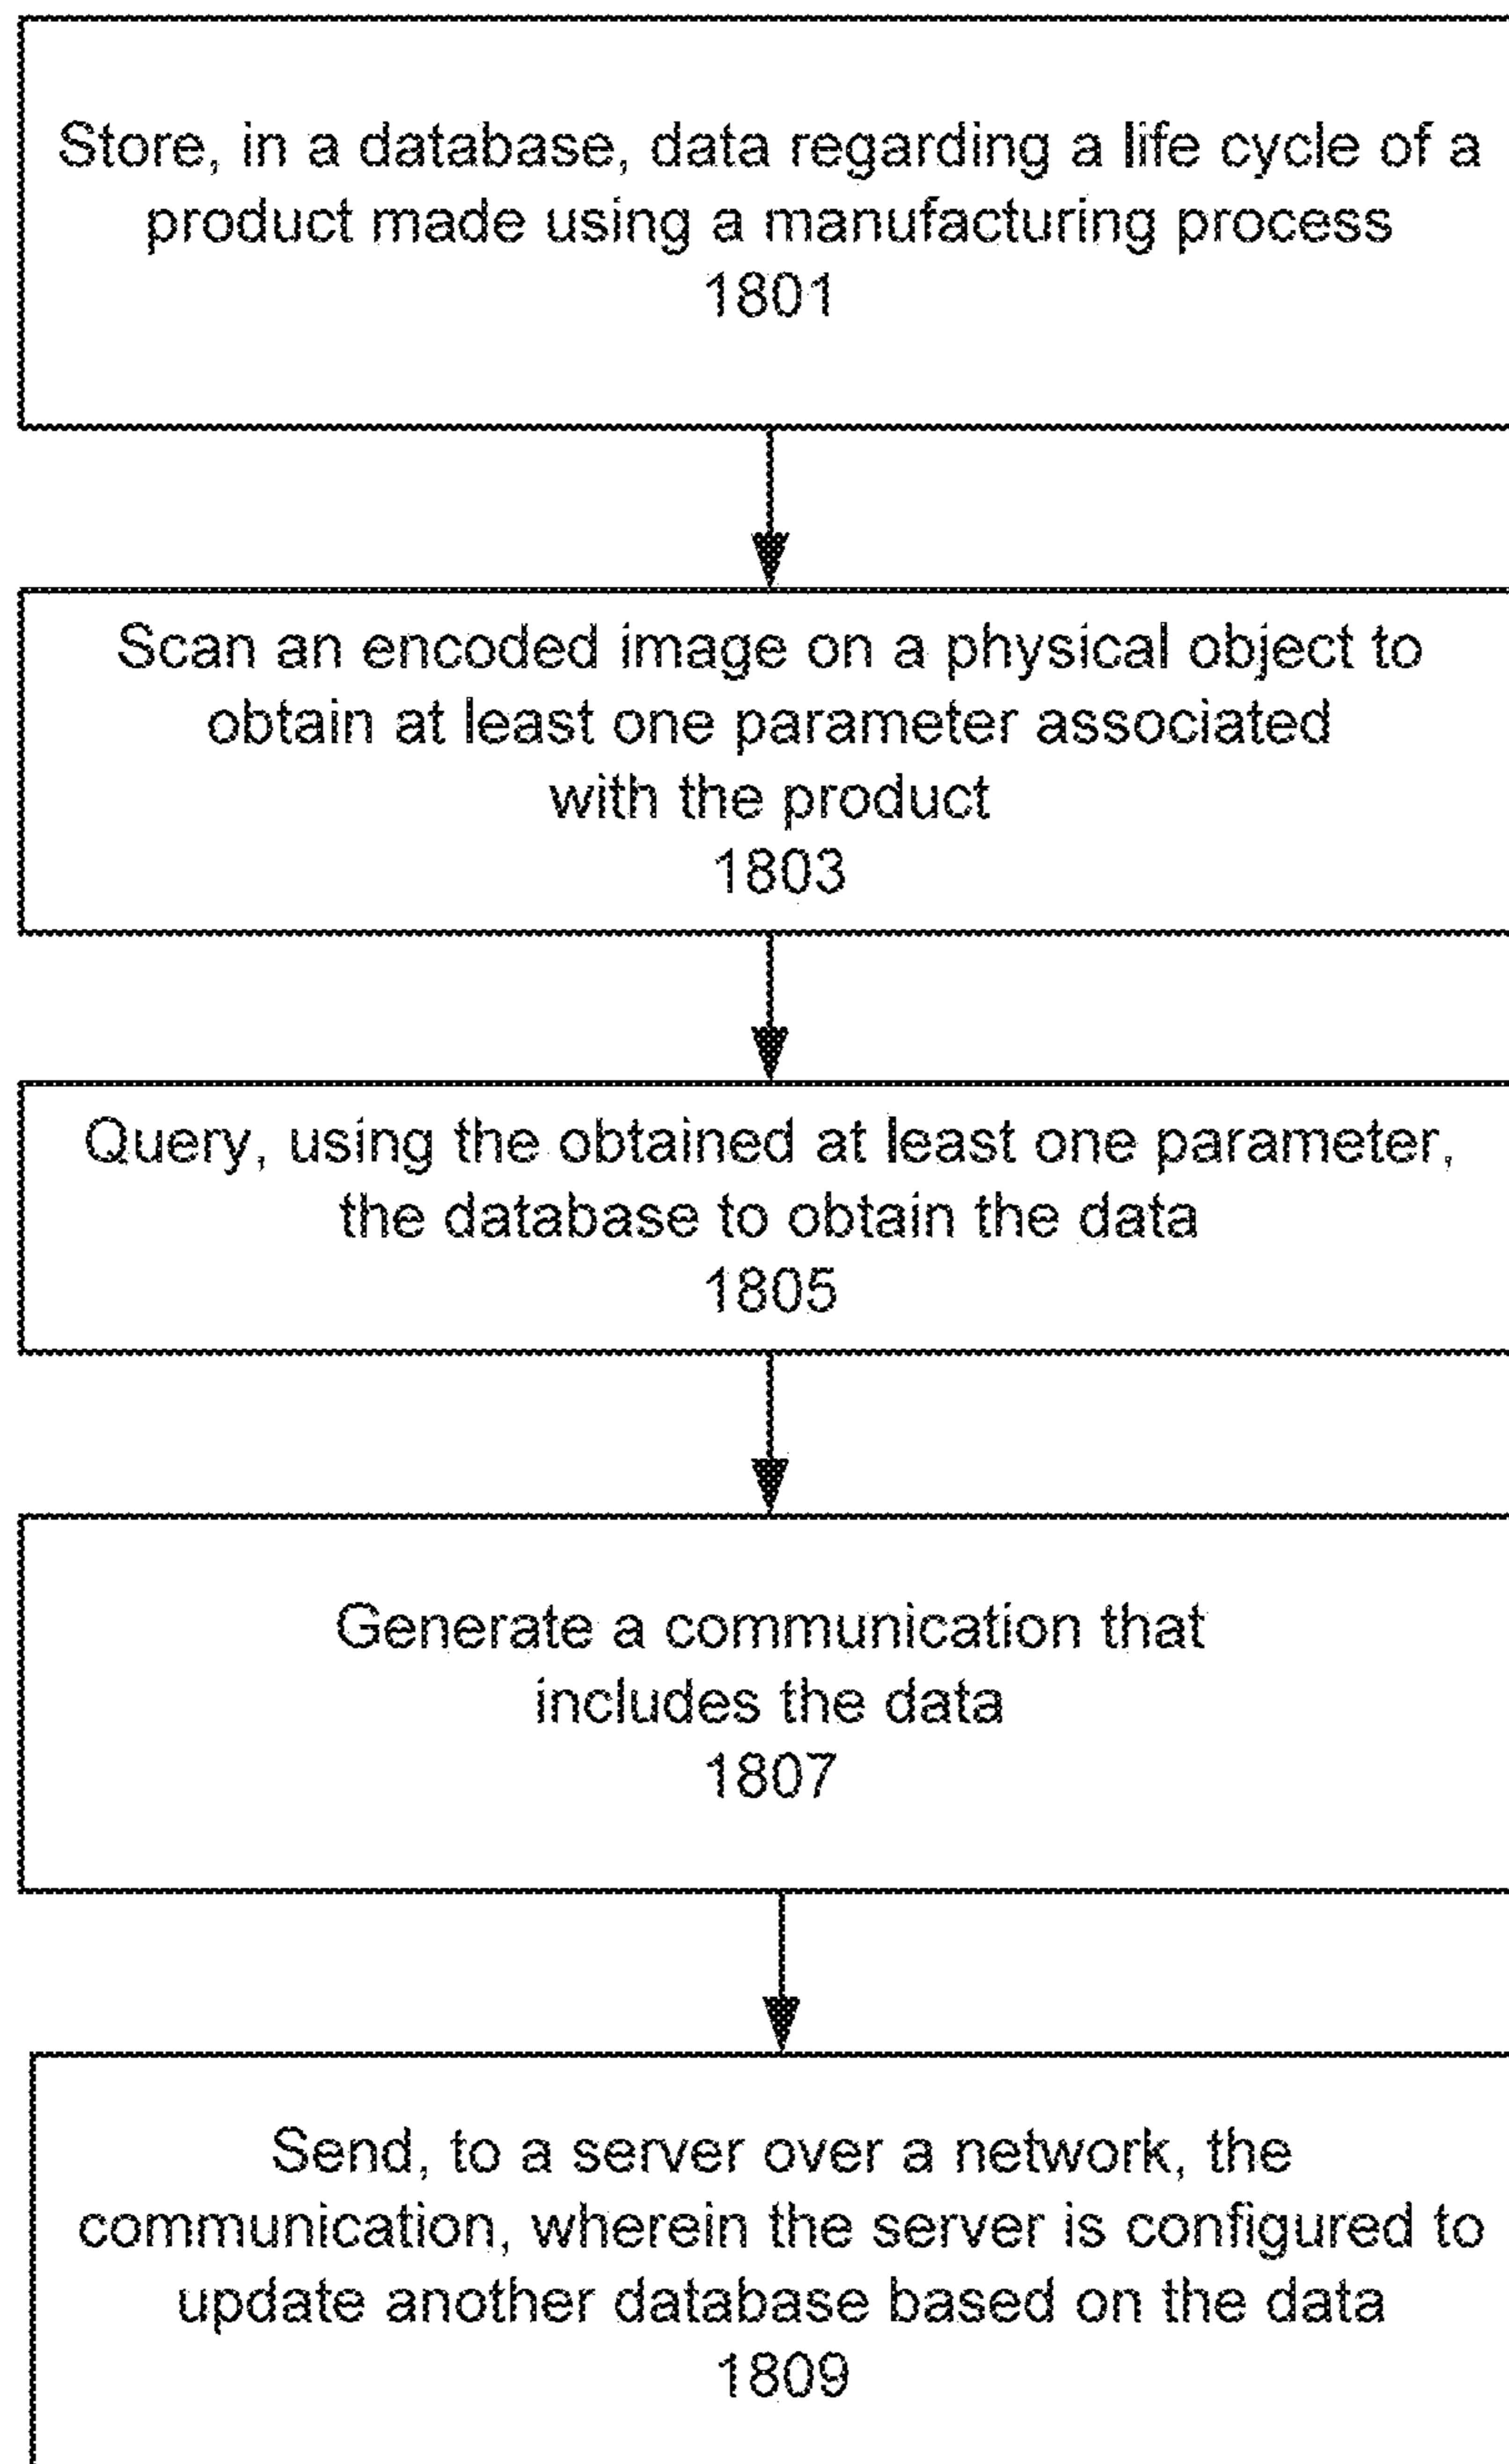 Store, in a database, data regarding a life cycle of a
product made using a manufacturing process
1801
Scan an encoded image on a physical object to
obtain at least one parameter associated
with the product
1803
Query, using the obtained at least one parameter,
the database to obtain the data
1805
Generate a communication that
includes the data
1807
Send, to a server over a network, the
communication, wherein the server is configured to
update another database based on the data
1809